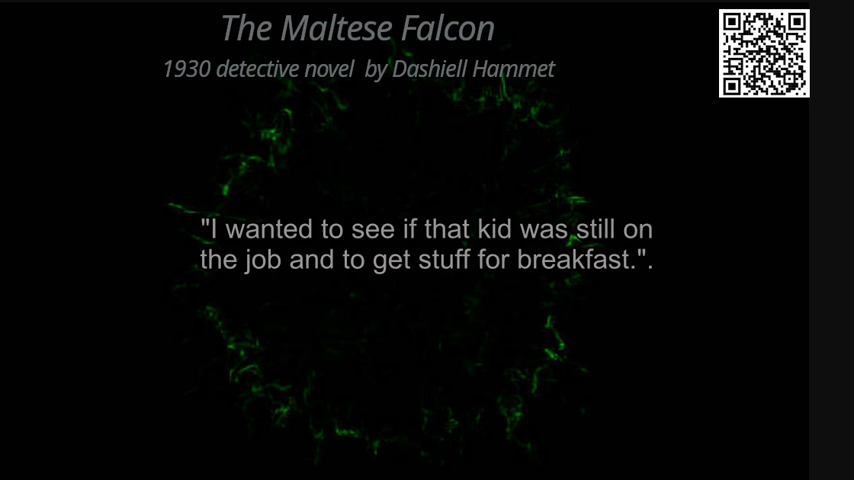 The Maltese Falcon
1930 detective novel  by Dashiell Hammet
"I wanted to see if that kid was still on
the job and to get stuff for breakfast.".